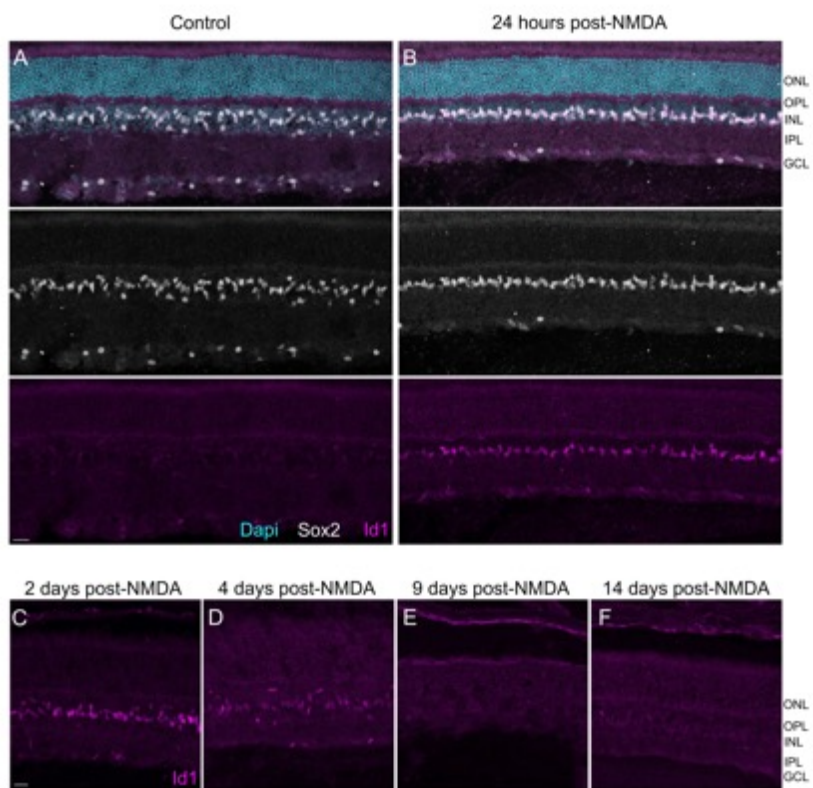 Control
24 hours post-NMDA
A
B
ONL
OPL
INL
IPL
GCL
Dapi Sox2 Id1
2 days post-NMDA
4 days post-NMDA
9 days post-NMDA
14 days post-NMDA
C
D
E
F
ONL
OPL
INL
IPL
GCL
Id1